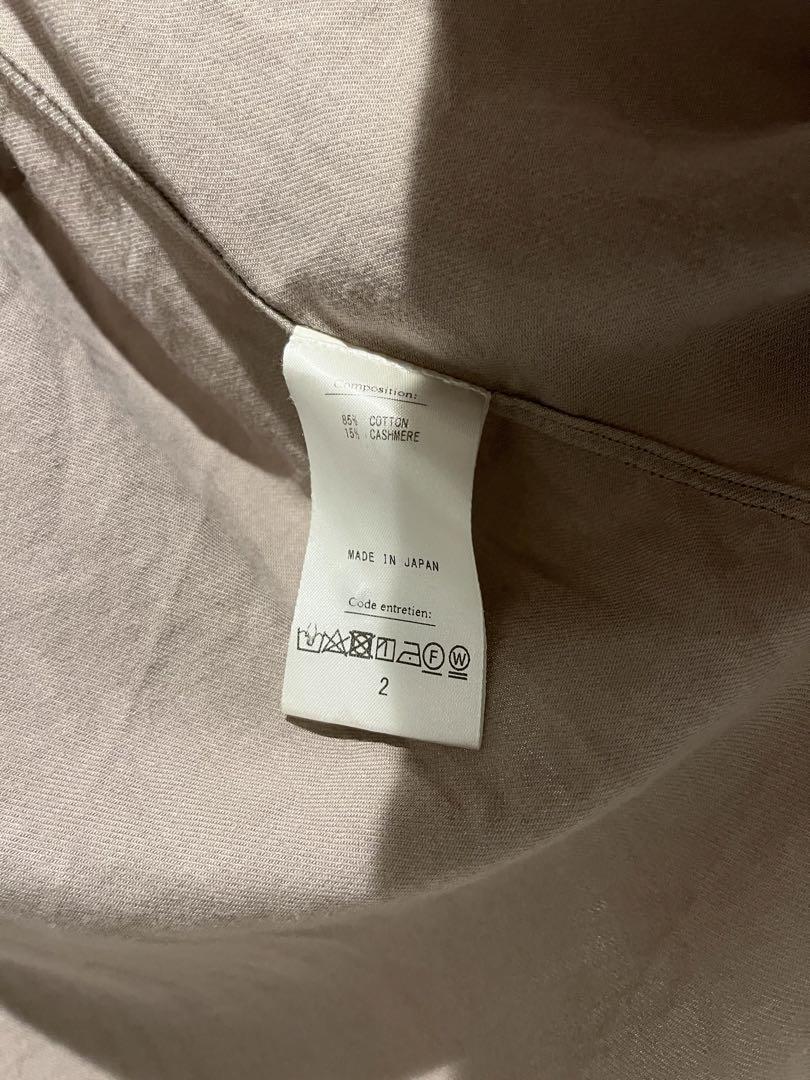 Composition:
85% COTTON
15% CASHMERE
MADE IN JAPAN
Code entretien:
F W
2